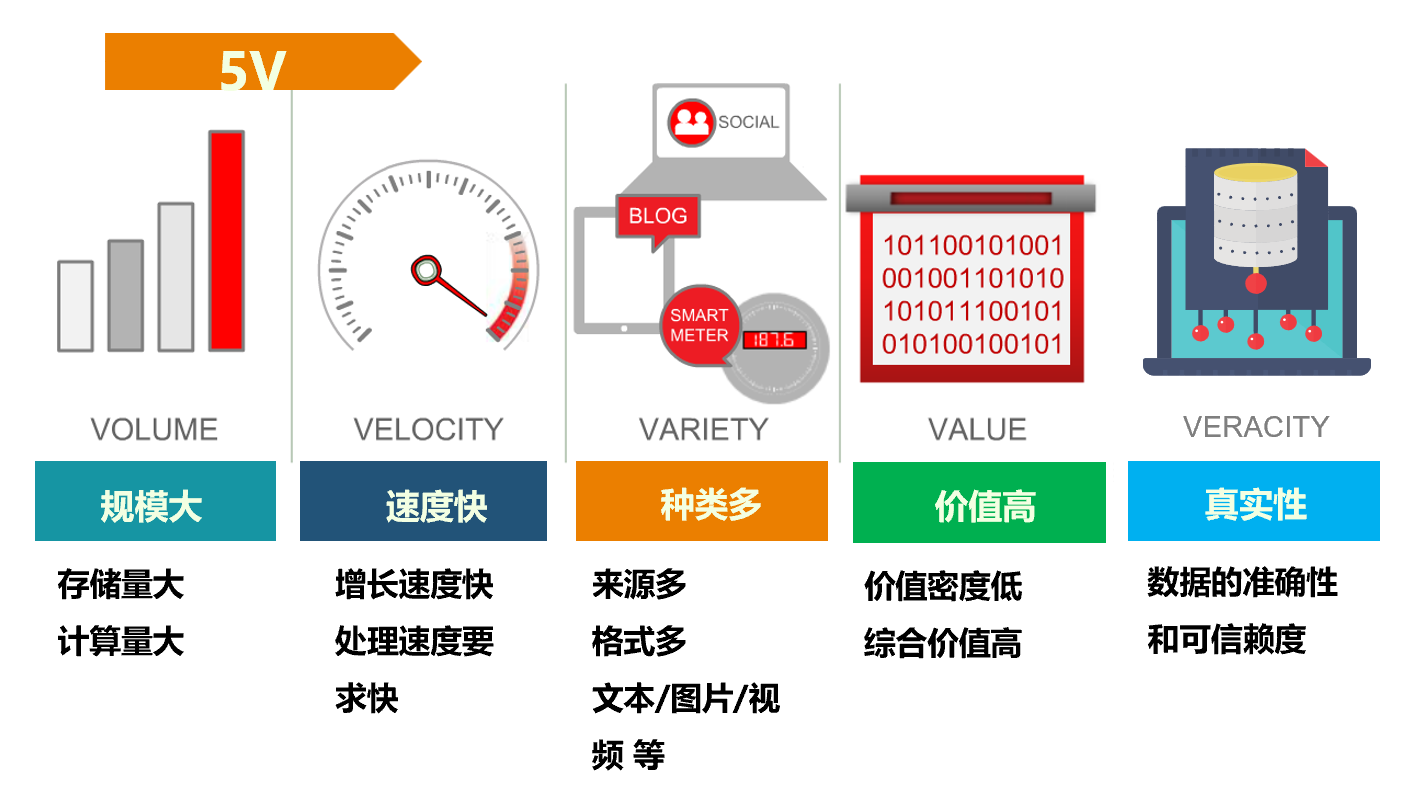 5V
SOCIAL
BLOG
SMART
METER
187.6
101100101001
001001101010
101011100101
010100100101
VOLUME
VELOCITY
VARIETY
VALUE
VERACITY
规模大
速度快
种类多
价值高
真实性
存储量大
计算量大
增长速度快
处理速度要
求快
来源多
格式多
文本/图片/视
频 等
价值密度低
综合价值高
数据的准确性
和可信赖度